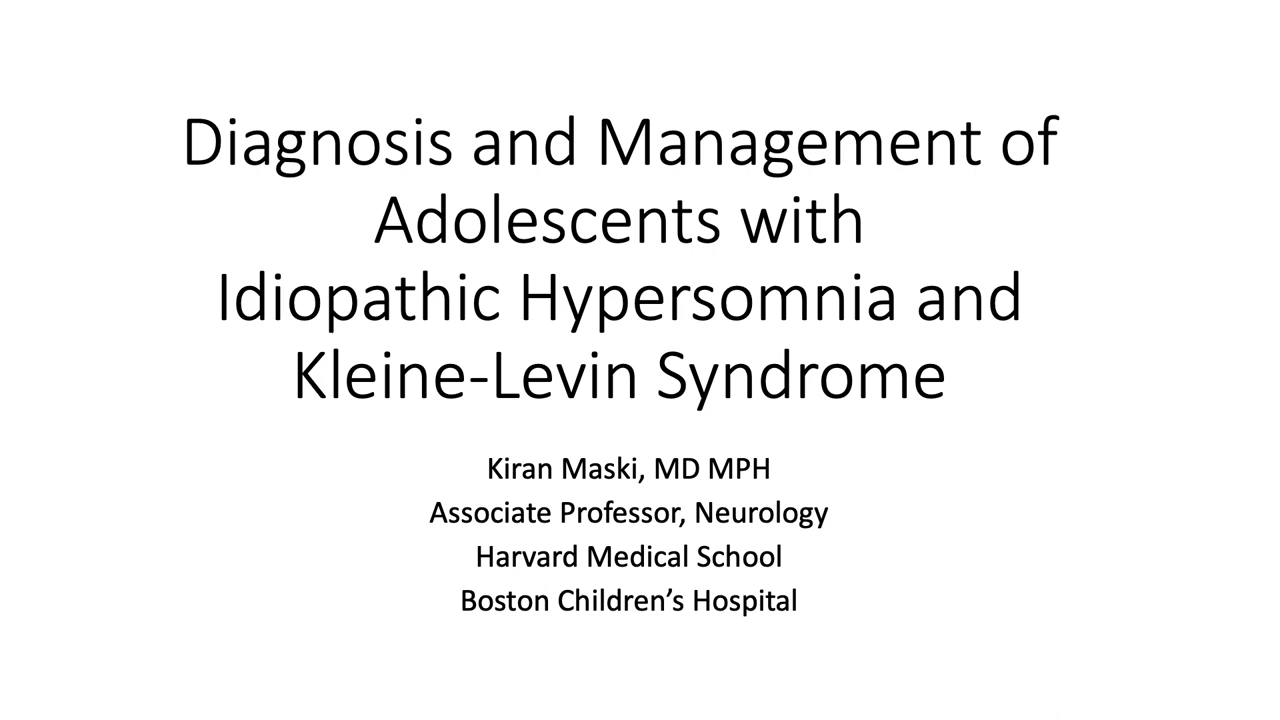 Diagnosis and Management of
Adolescents with
Idiopathic Hypersomnia and
Kleine-Levin Syndrome
Kiran Maski, MD MPH
Associate Professor, Neurology
Harvard Medical School
Boston Children’s Hospital